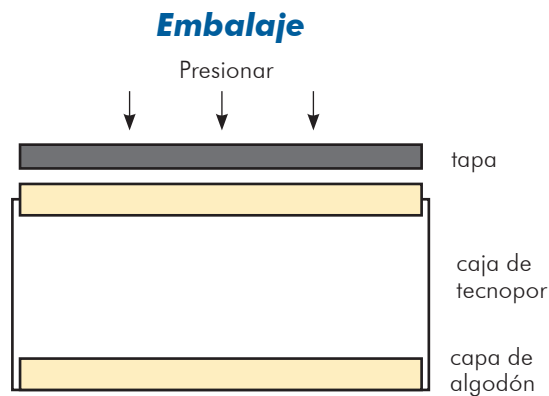 Embalaje
Presionar
tapa
caja de
tecnopor
capa de
algodón